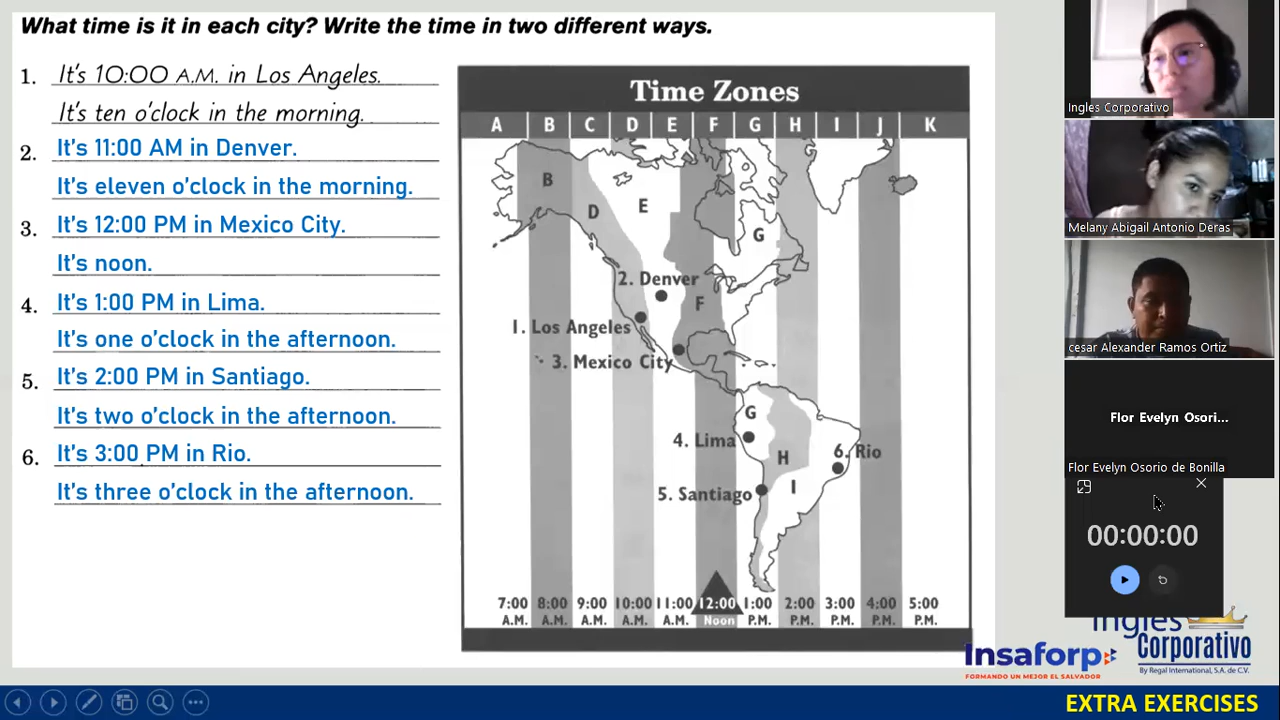 What time is it in each city? Write the time in two different ways.
1. It's 10:00 A.M. in Los Angeles.
It's ten o'clock in the morning.
2. It's 11:00 AM in Denver.
It's eleven o'clock in the morning.
3. It's 12:00 PM in Mexico City.
It's noon.
4. It's 1:00 PM in Lima.
It's one o'clock in the afternoon.
5. It's 2:00 PM in Santiago.
It's two o'clock in the afternoon.
6. It's 3:00 PM in Rio.
It's three o'clock in the afternoon.
Time Zones
A B C D E F G H I J K
B
D
E
G
2. Denver
F
1. Los Angeles
3. Mexico City
G
4. Lima
H
6. Rio
I
5. Santiago
7:00 8:00 9:00 10:00 11:00 12:00 1:00 2:00 3:00 4:00 5:00
A.M. A.M. A.M. A.M. A.M. Noon P.M. P.M. P.M. P.M. P.M.
Ingles Corporativo
Melany Abigail Antonio Deras
cesar Alexander Ramos Ortiz
Flor Evelyn Osori...
Flor Evelyn Osorio de Bonilla
00:00:00
Insaforp
FORMANDO UN MEJOR EL SALVADOR
Ingles
Corporativo
By Regal International, S.A. de C.V.
EXTRA EXERCISES